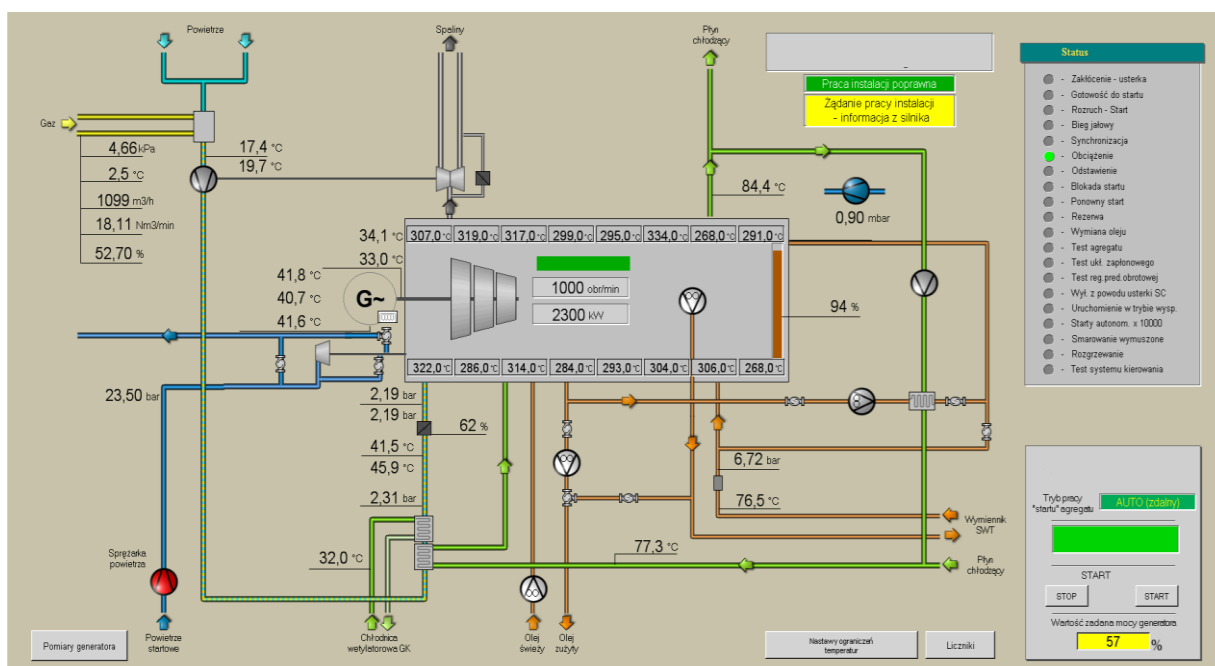 Powietrze
Spaliny
Płyn
chłodzący
_
Praca instalacji poprawna
Żądanie pracy instalacji
- informacja z silnika
Gaz
4,66 kPa
2,5 °C
1099 m3/h
18,11 Nm3/min
52,70 %
17,4 °C
19,7 °C
84,4 °C
0,90 mbar
34,1 °C
33,0 °C
41,8 °C
40,7 °C
41,6 °C
G~
307,0 °C 319,0 °C 317,0 °C 299,0 °C 295,0 °C 334,0 °C 268,0 °C 291,0 °C
1000 obr/min
2300 kW
94 %
322,0 °C 286,0 °C 314,0 °C 284,0 °C 293,0 °C 304,0 °C 306,0 °C 268,0 °C
23,50 bar
2,19 bar
2,19 bar
62 %
41,5 °C
45,9 °C
2,31 bar
32,0 °C
6,72 bar
76,5 °C
77,3 °C
Wymiennik
SWT
Płyn
chłodzący
Sprężarka
powietrza
Powietrze
startowe
Chłodnica
wetylatorowa GK
Olej
świeży
Olej
zużyty
Pomiary generatora
Nastawy ograniczeń
temperatur
Liczniki
Status
- Zakłócenie - usterka
- Gotowość do startu
- Rozruch - Start
- Bieg jałowy
- Synchronizacja
- Obciążenie
- Odstawienie
- Blokada startu
- Ponowny start
- Rezerwa
- Wymiana oleju
- Test agregatu
- Test ukł. zapłonowego
- Test reg.pred.obrotowej
- Wył. z powodu usterki SC
- Uruchomienie w trybie wysp.
- Starty autonom. x 10000
- Smarowanie wymuszone
- Rozgrzewanie
- Test systemu kierowania
Tryb pracy
"startu" agregatu
AUTO (zdalny)
START
STOP START
Wartość zadana mocy generatora
57 %